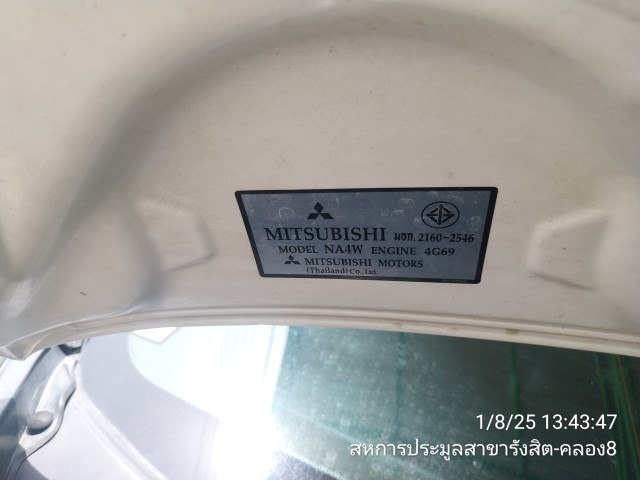 MITSUBISHI มอก. 2160-2546
MODEL NA4W ENGINE 4G69
MITSUBISHI MOTORS
(Thailand) Co., Ltd.
1/8/25 13:43:47
สหการประมูลสาขารังสิต-คลอง8